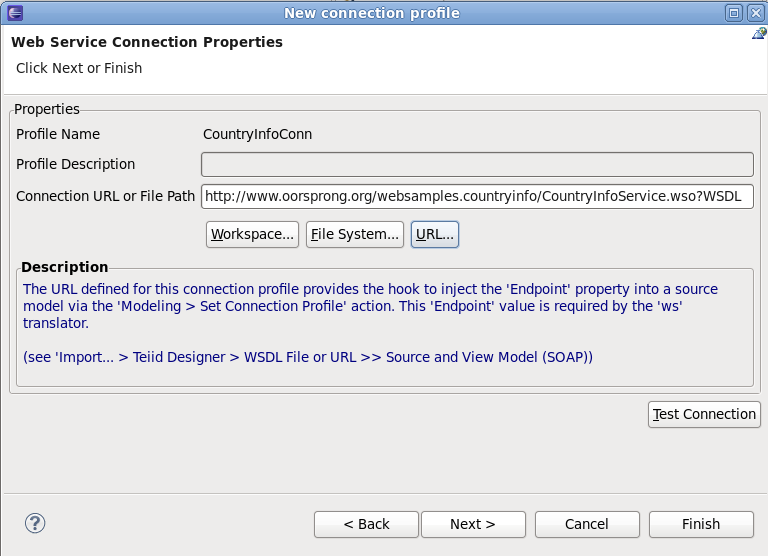 New connection profile
Web Service Connection Properties
Click Next or Finish
Properties
Profile Name CountryInfoConn
Profile Description
Connection URL or File Path http://www.oorsprong.org/websamples.countryinfo/CountryInfoService.wso?WSDL
Workspace... File System... URL...
Description
The URL defined for this connection profile provides the hook to inject the 'Endpoint' property into a source
model via the 'Modeling > Set Connection Profile' action. This 'Endpoint' value is required by the 'ws'
translator.
(see 'Import... > Teiid Designer > WSDL File or URL >> Source and View Model (SOAP))
Test Connection
? < Back Next > Cancel Finish